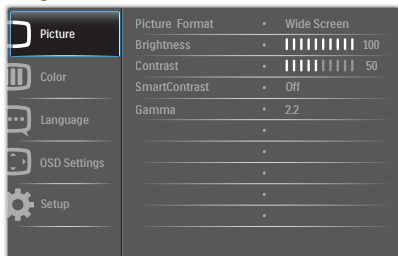 Picture
Color
Language
OSD Settings
Setup
Picture Format • Wide Screen
Brightness • 100
Contrast • 50
SmartContrast • Off
Gamma • 2.2
•
•
•
•
•